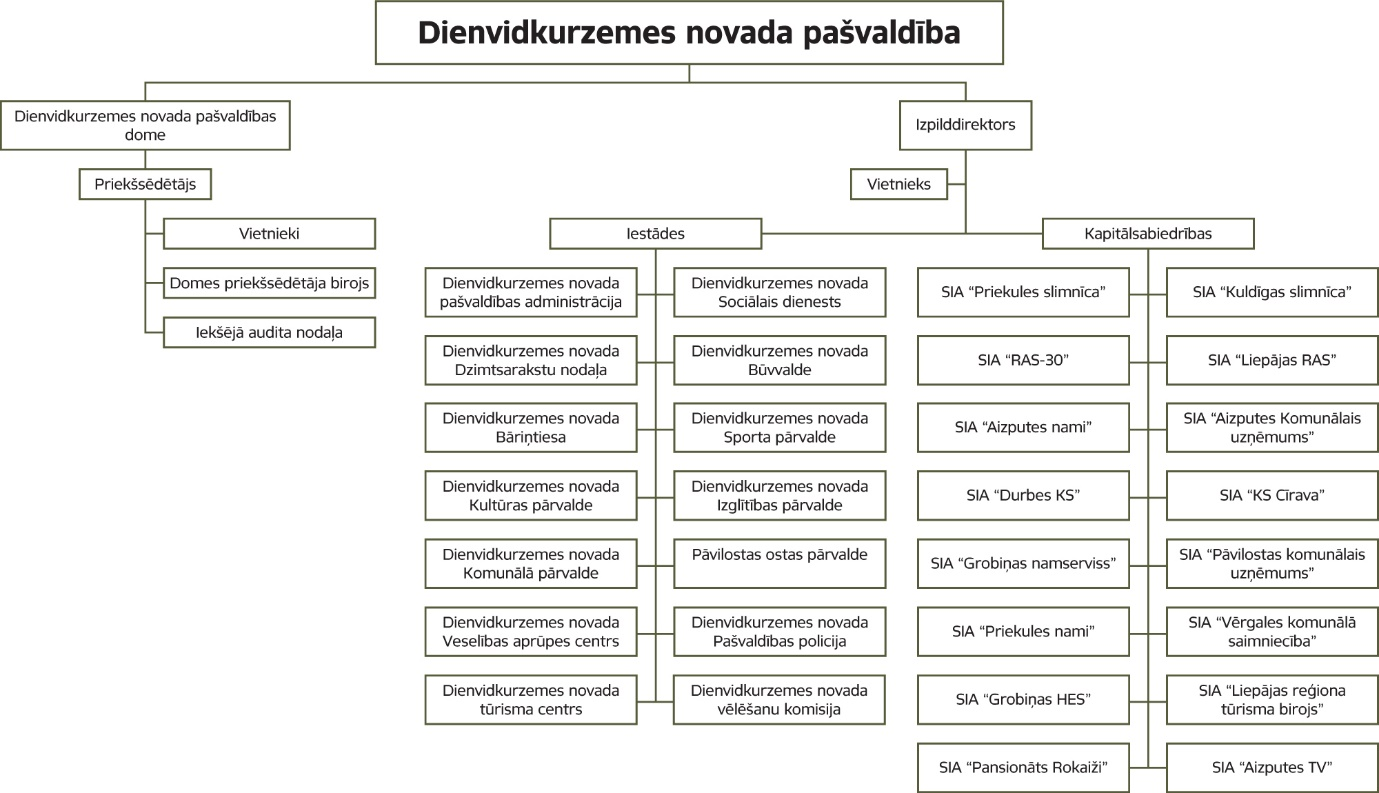 Dienvidkurzemes novada pašvaldība
Dienvidkurzemes novada pašvaldības
dome
Izpilddirektors
Priekšsēdētājs
Vietnieks
Vietnieki
Domes priekšsēdētāja birojs
Iekšējā audita nodaļa
Iestādes
Kapitālsabiedrības
Dienvidkurzemes novada
pašvaldības administrācija
Dienvidkurzemes novada
Sociālais dienests
Dienvidkurzemes novada
Dzimtsarakstu nodaļa
Dienvidkurzemes novada
Būvvalde
Dienvidkurzemes novada
Bāriņtiesa
Dienvidkurzemes novada
Sporta pārvalde
Dienvidkurzemes novada
Kultūras pārvalde
Dienvidkurzemes novada
Izglītības pārvalde
Dienvidkurzemes novada
Komunālā pārvalde
Pāvilostas ostas pārvalde
Dienvidkurzemes novada
Veselības aprūpes centrs
Dienvidkurzemes novada
Pašvaldības policija
Dienvidkurzemes novada
tūrisma centrs
Dienvidkurzemes novada
vēlēšanu komisija
SIA “Priekules slimnīca”
SIA “Kuldīgas slimnīca”
SIA “RAS-30”
SIA “Liepājas RAS”
SIA “Aizputes nami”
SIA “Aizputes Komunālais
uzņēmums”
SIA “Durbes KS”
SIA “KS Cīrava”
SIA “Grobiņas namserviss”
SIA “Pāvilostas komunālais
uzņēmums”
SIA “Priekules nami”
SIA “Vērgales komunālā
saimniecība”
SIA “Grobiņas HES”
SIA “Liepājas reģiona
tūrisma birojs”
SIA “Pansionāts Rokaiži”
SIA “Aizputes TV”